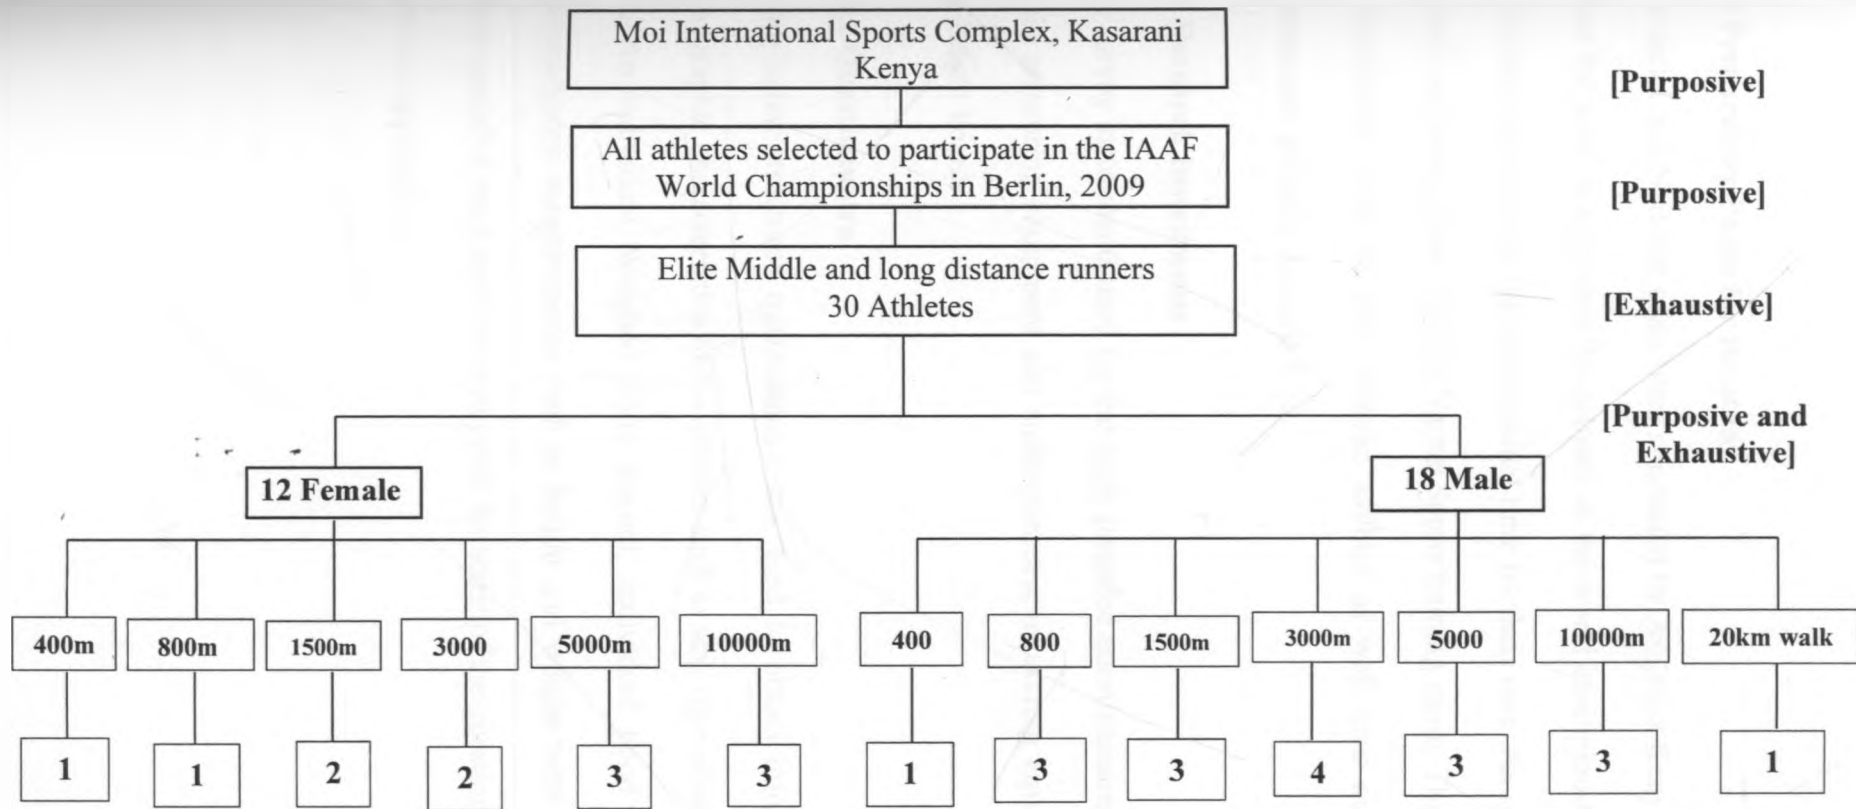 Moi International Sports Complex, Kasarani
Kenya
[Purposive]
All athletes selected to participate in the IAAF
World Championships in Berlin, 2009
[Purposive]
Elite Middle and long distance runners
30 Athletes
[Exhaustive]
[Purposive and
Exhaustive]
12 Female
18 Male
400m 800m 1500m 3000 5000m 10000m 400 800 1500m 3000m 5000 10000m 20km walk
1 1 2 2 3 3 1 3 3 4 3 3 1